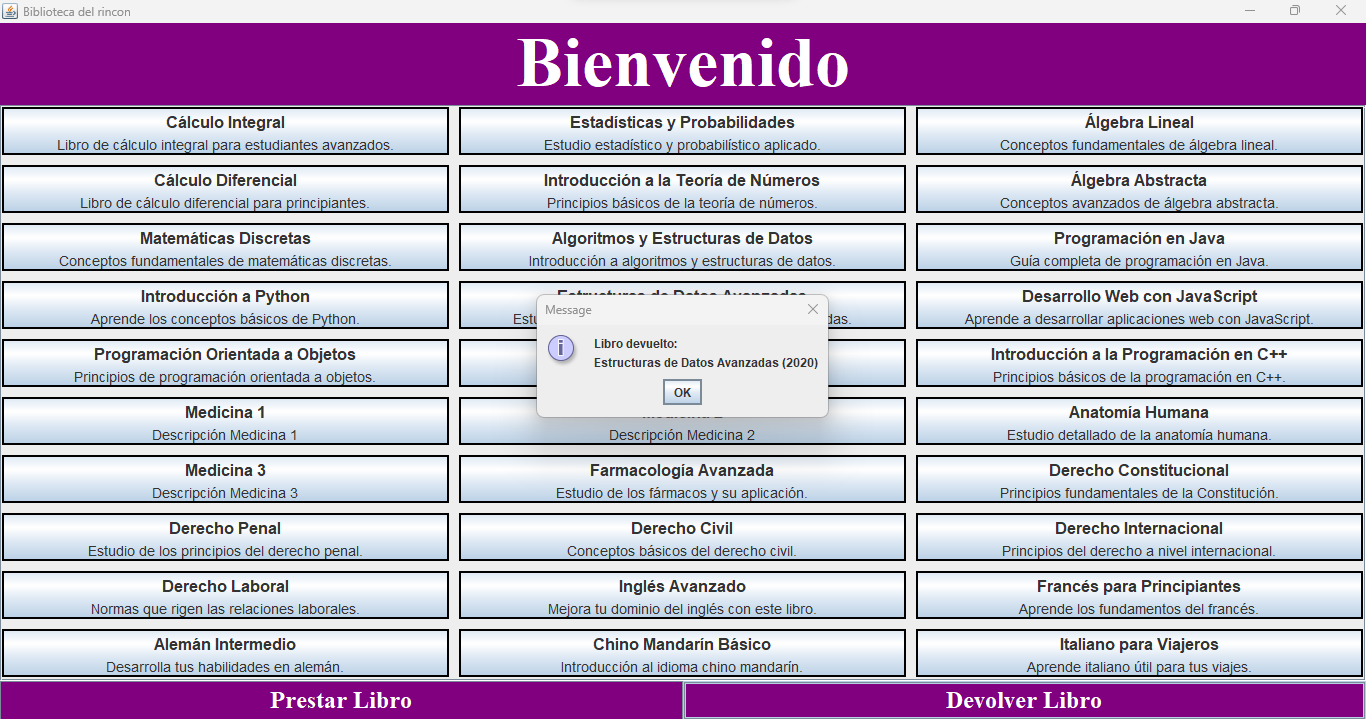 Biblioteca del rincon
Bienvenido
Cálculo Integral
Libro de cálculo integral para estudiantes avanzados.
Estadísticas y Probabilidades
Estudio estadístico y probabilístico aplicado.
Álgebra Lineal
Conceptos fundamentales de álgebra lineal.
Cálculo Diferencial
Libro de cálculo diferencial para principiantes.
Introducción a la Teoría de Números
Principios básicos de la teoría de números.
Álgebra Abstracta
Conceptos avanzados de álgebra abstracta.
Matemáticas Discretas
Conceptos fundamentales de matemáticas discretas.
Algoritmos y Estructuras de Datos
Introducción a algoritmos y estructuras de datos.
Programación en Java
Guía completa de programación en Java.
Introducción a Python
Aprende los conceptos básicos de Python.
Estructuras de Datos Avanzadas
Desarrollo Web con JavaScript
Aprende a desarrollar aplicaciones web con JavaScript.
Message
Libro devuelto:
Estructuras de Datos Avanzadas (2020)
OK
Programación Orientada a Objetos
Principios de programación orientada a objetos.
Introducción a la Programación en C++
Principios básicos de la programación en C++.
Medicina 1
Descripción Medicina 1
Descripción Medicina 2
Anatomía Humana
Estudio detallado de la anatomía humana.
Medicina 3
Descripción Medicina 3
Farmacología Avanzada
Estudio de los fármacos y su aplicación.
Derecho Constitucional
Principios fundamentales de la Constitución.
Derecho Penal
Estudio de los principios del derecho penal.
Derecho Civil
Conceptos básicos del derecho civil.
Derecho Internacional
Principios del derecho a nivel internacional.
Derecho Laboral
Normas que rigen las relaciones laborales.
Inglés Avanzado
Mejora tu dominio del inglés con este libro.
Francés para Principiantes
Aprende los fundamentos del francés.
Alemán Intermedio
Desarrolla tus habilidades en alemán.
Chino Mandarín Básico
Introducción al idioma chino mandarín.
Italiano para Viajeros
Aprende italiano útil para tus viajes.
Prestar Libro
Devolver Libro